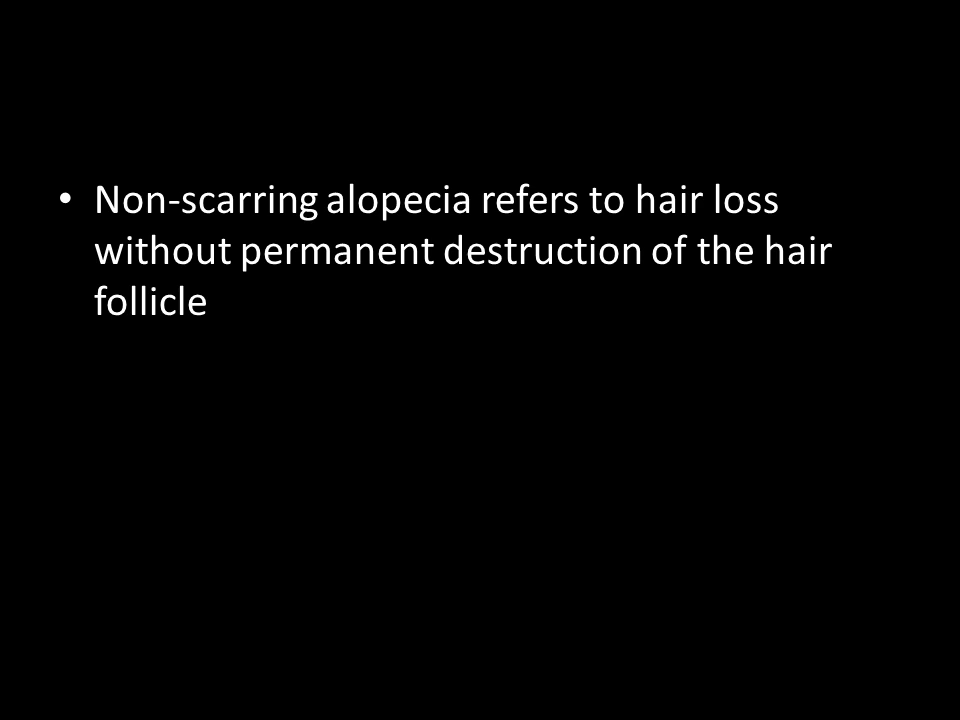 • Non-scarring alopecia refers to hair loss
without permanent destruction of the hair
follicle